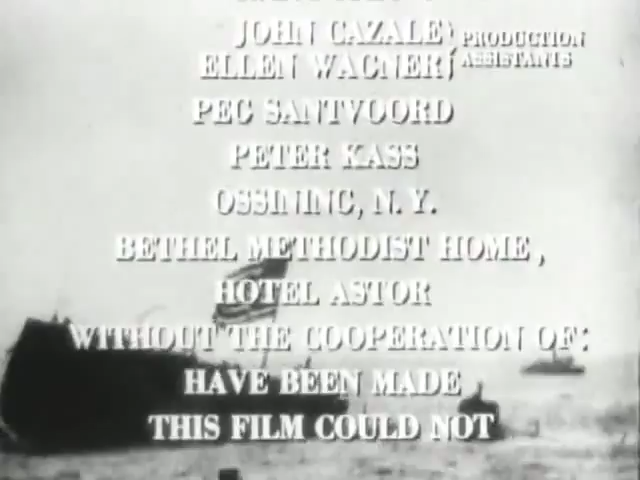 JOHN CAZALE
ELLEN WAGNER
} PRODUCTION
ASSISTANTS
PEG SANTVOORD
PETER KASS
OSSINING, N. Y.
BETHEL METHODIST HOME,
HOTEL ASTOR
WITHOUT THE COOPERATION OF:
HAVE BEEN MADE
THIS FILM COULD NOT